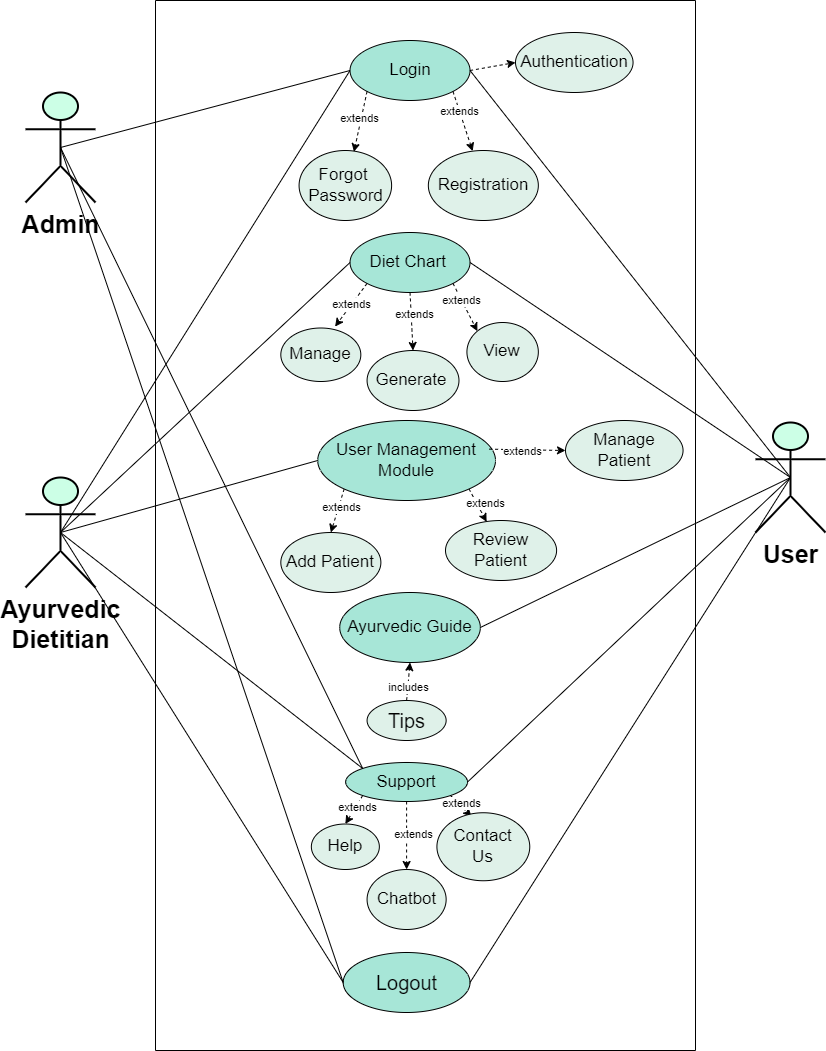 Login
Authentication
extends
extends
Forgot
Password
Registration
Admin
Diet Chart
extends
extends
extends
Manage
Generate
View
User Management
Module
extends
Manage
Patient
extends
extends
Add Patient
Review
Patient
User
Ayurvedic
Dietitian
Ayurvedic Guide
includes
Tips
Support
extends
extends
extends
Help
Chatbot
Contact
Us
Logout